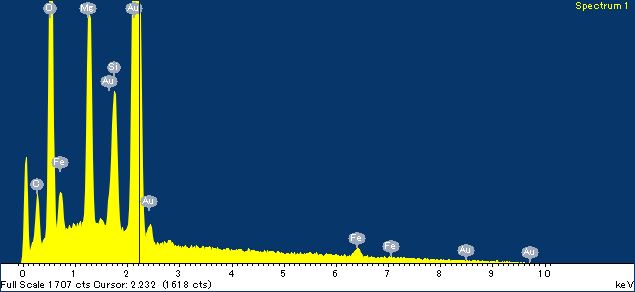 Spectrum 1
O Mg Au
Si
Au
Fe
C
Au
Fe Fe Au Au
0 1 2 3 4 5 6 7 8 9 10
Full Scale 1707 cts Cursor: 2.232 (1618 cts) keV